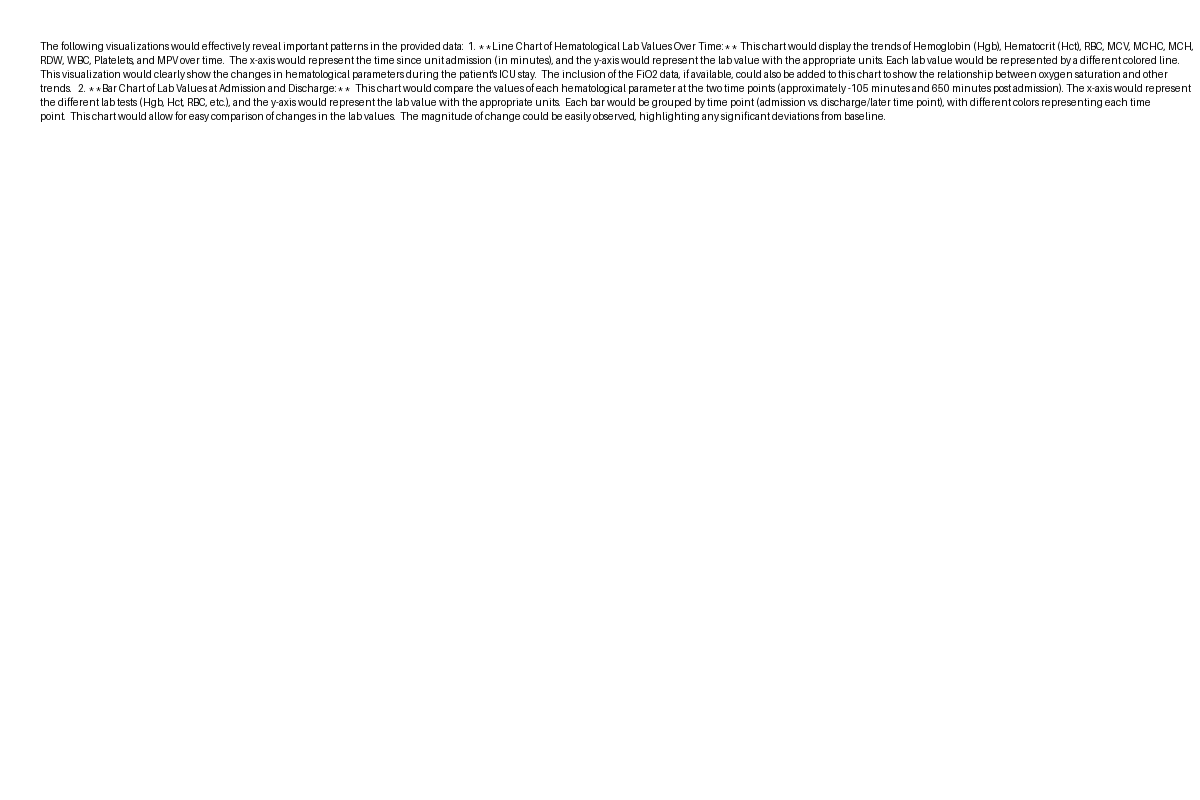 The following visualizations would effectively reveal important patterns in the provided data:  1. **Line Chart of Hematological Lab Values Over Time:** This chart would display the trends of Hemoglobin (Hgb), Hematocrit (Hct), RBC, MCV, MCHC, MCH,
RDW, WBC, Platelets, and MPV over time.  The x-axis would represent the time since unit admission (in minutes), and the y-axis would represent the lab value with the appropriate units. Each lab value would be represented by a different colored line.
This visualization would clearly show the changes in hematological parameters during the patient's ICU stay.  The inclusion of the FiO2 data, if available, could also be added to this chart to show the relationship between oxygen saturation and other
trends.  2. **Bar Chart of Lab Values at Admission and Discharge:**  This chart would compare the values of each hematological parameter at the two time points (approximately -105 minutes and 650 minutes post admission). The x-axis would represent
the different lab tests (Hgb, Hct, RBC, etc.), and the y-axis would represent the lab value with the appropriate units.  Each bar would be grouped by time point (admission vs. discharge/later time point), with different colors representing each time
point.  This chart would allow for easy comparison of changes in the lab values.  The magnitude of change could be easily observed, highlighting any significant deviations from baseline.